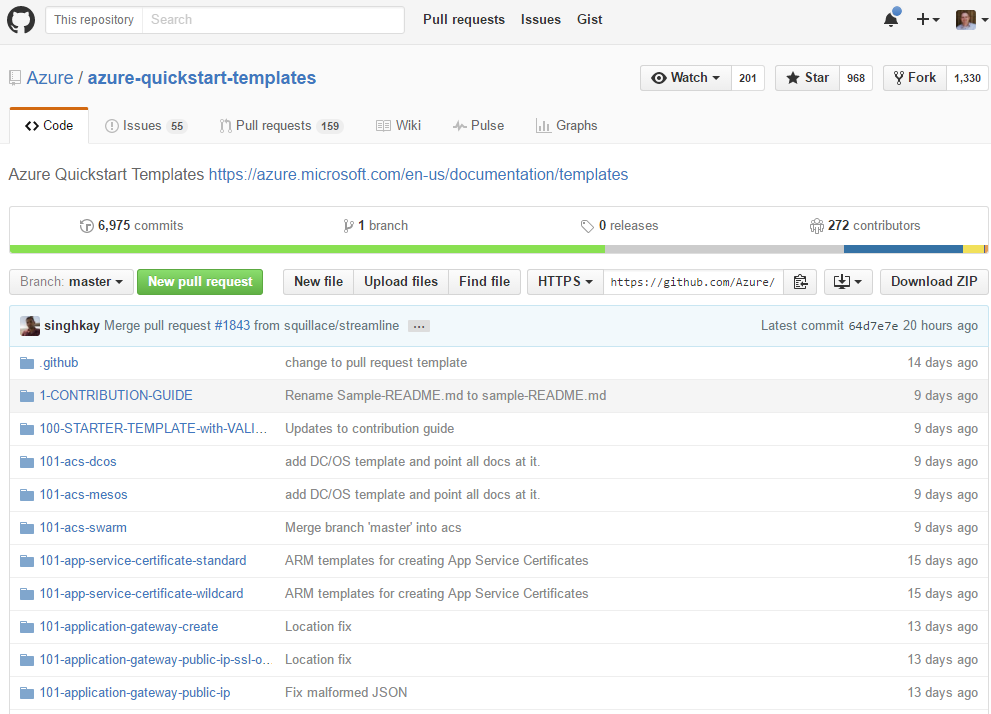 This repository Search Pull requests Issues Gist
Azure / azure-quickstart-templates Watch 201 Star 968 Fork 1,330
Code Issues 55 Pull requests 159 Wiki Pulse Graphs
Azure Quickstart Templates https://azure.microsoft.com/en-us/documentation/templates
6,975 commits 1 branch 0 releases 272 contributors
Branch: master New pull request New file Upload files Find file HTTPS https://github.com/Azure/ Download ZIP
singhkay Merge pull request #1843 from squillace/streamline ... Latest commit 64d7e7e 20 hours ago
.github change to pull request template 14 days ago
1-CONTRIBUTION-GUIDE Rename Sample-README.md to sample-README.md 9 days ago
100-STARTER-TEMPLATE-with-VALI... Updates to contribution guide 9 days ago
101-acs-dcos add DC/OS template and point all docs at it. 9 days ago
101-acs-mesos add DC/OS template and point all docs at it. 9 days ago
101-acs-swarm Merge branch 'master' into acs 9 days ago
101-app-service-certificate-standard ARM templates for creating App Service Certificates 15 days ago
101-app-service-certificate-wildcard ARM templates for creating App Service Certificates 15 days ago
101-application-gateway-create Location fix 13 days ago
101-application-gateway-public-ip-ssl-o... Location fix 13 days ago
101-application-gateway-public-ip Fix malformed JSON 13 days ago